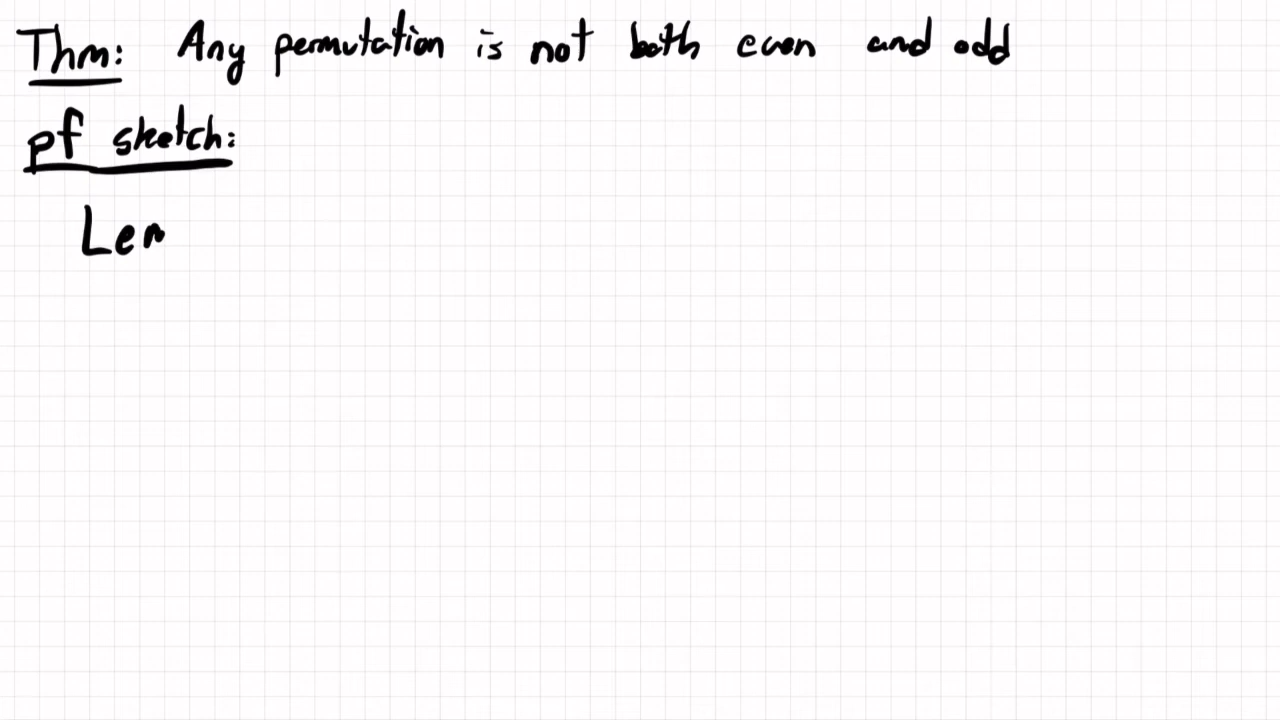 Thm: Any permutation is not both even and odd
pf sketch:
Lem